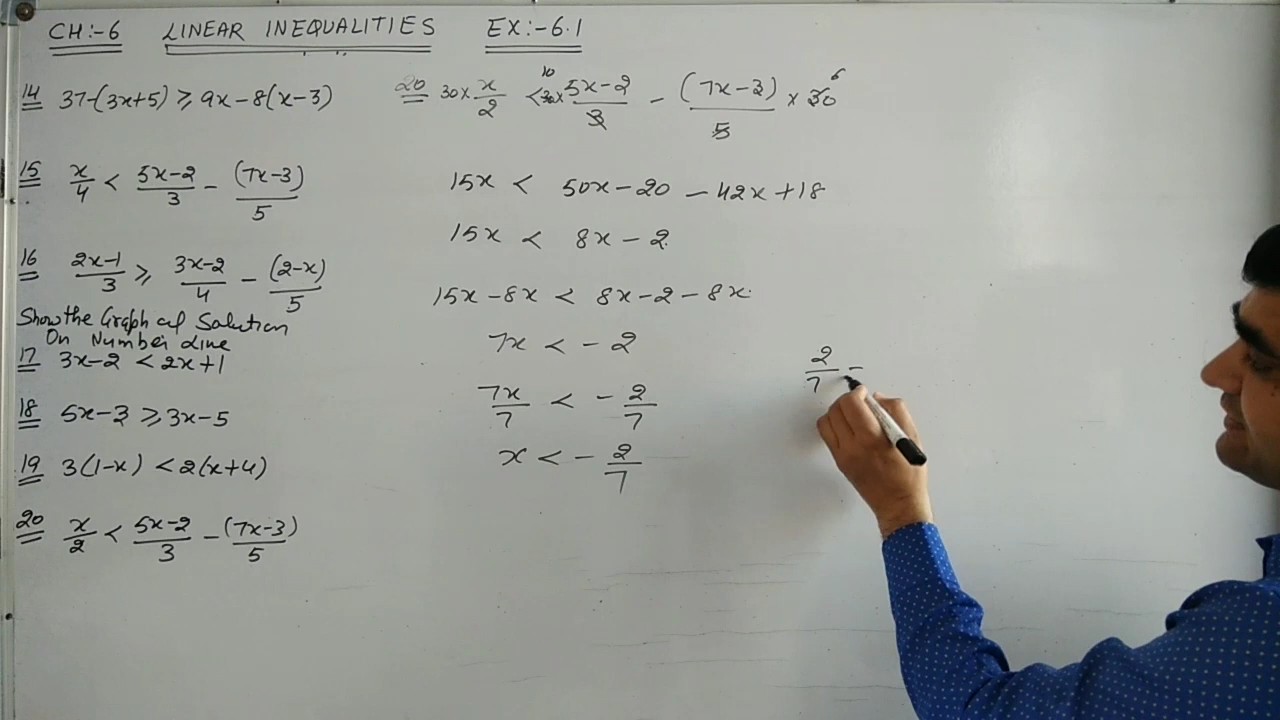 CH:-6 LINEAR INEQUALITIES EX:-6.1
14 37-(3x+5) ⩾ 9x-8(x-3)
15 x/4 < (5x-2)/3 - (7x-3)/5
16 (2x-1)/3 ⩾ (3x-2)/4 - (2-x)/5
Show the Graph of Solution
On Number Line
17 3x-2 < 2x+1
18 5x-3 ⩾ 3x-5
19 3(1-x) < 2(x+4)
20 x/2 < (5x-2)/3 - (7x-3)/5
20 30 × x/2 < 10 30 × (5x-2)/3 - (7x-3)/5 × 30 6
15x < 50x-20 - 42x+18
15x < 8x-2
15x-8x < 8x-2-8x
7x < -2
7x/7 < -2/7
x < -2/7
2/7 =